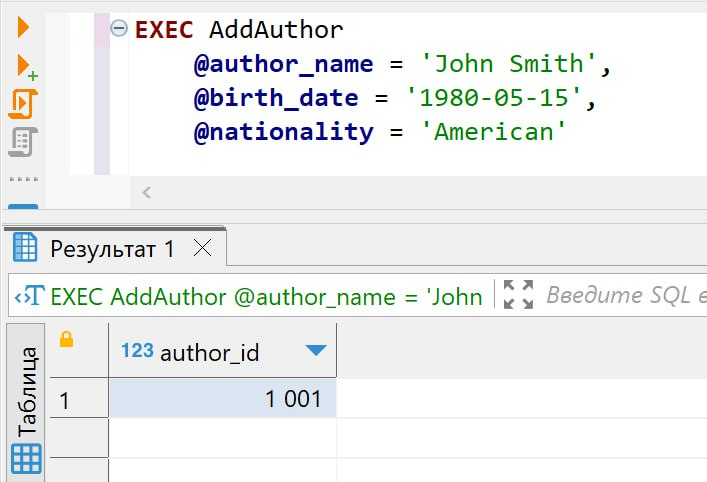 EXEC AddAuthor
@author_name = 'John Smith',
@birth_date = '1980-05-15',
@nationality = 'American'
Результат 1
EXEC AddAuthor @author_name = 'John
Введите SQL
Таблица
123 author_id
1
1 001